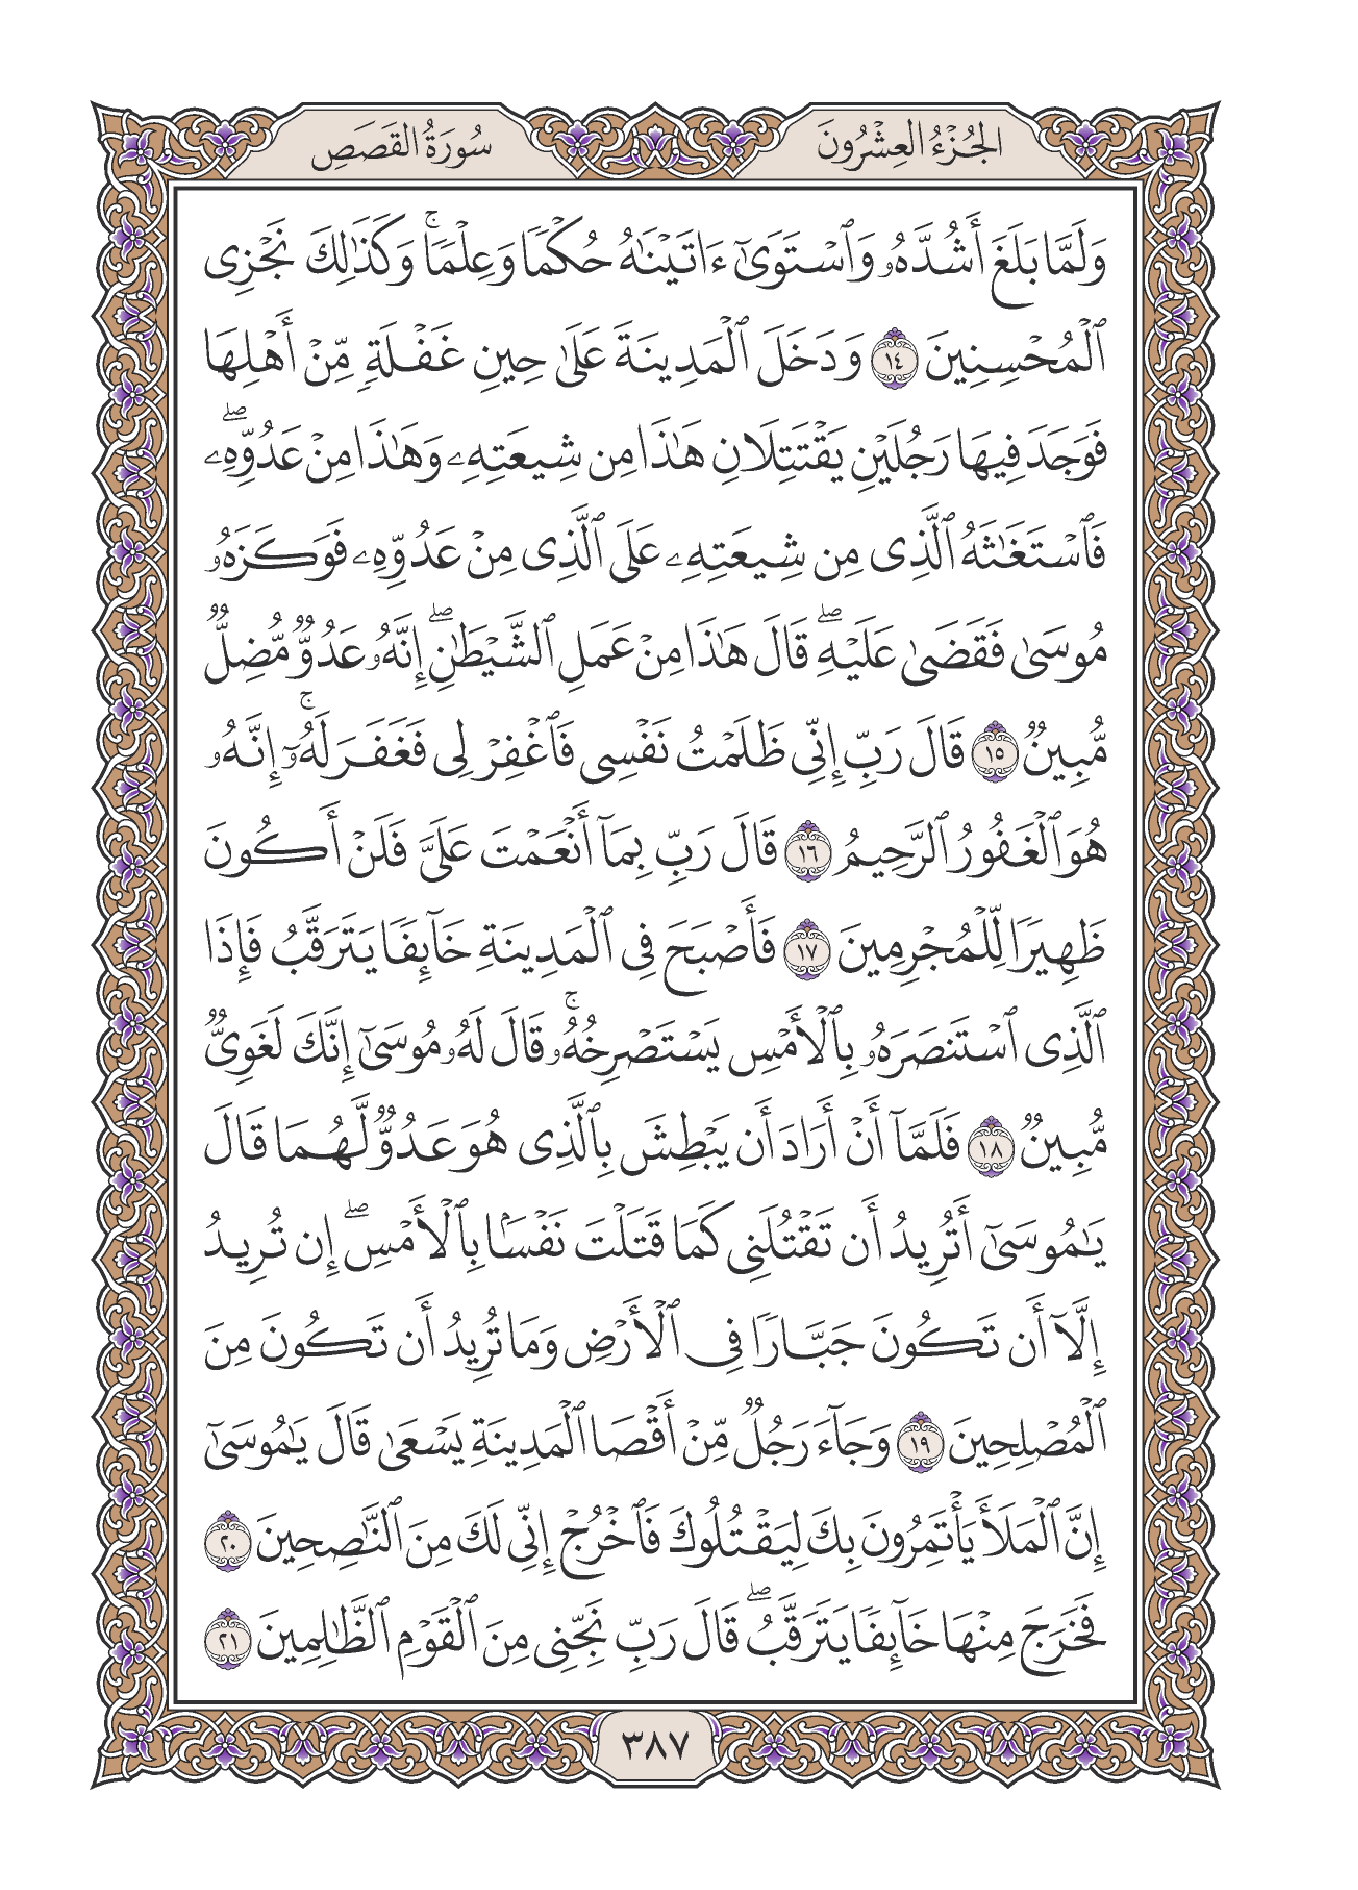 الجُزْءُ العِشْرُونَ
سُورَةُ القَصَصِ
وَلَمَّا بَلَغَ أَشُدَّهُۥ وَٱسْتَوَىٰٓ ءَاتَيْنَٰهُ حُكْمًا وَعِلْمًاۚ وَكَذَٰلِكَ نَجْزِى
ٱلْمُحْسِنِينَ ١٤ وَدَخَلَ ٱلْمَدِينَةَ عَلَىٰ حِينِ غَفْلَةٍ مِّنْ أَهْلِهَا
فَوَجَدَ فِيهَا رَجُلَيْنِ يَقْتَتِلَانِ هَٰذَا مِن شِيعَتِهِۦ وَهَٰذَا مِنْ عَدُوِّهِۦۖ
فَٱسْتَغَٰثَهُ ٱلَّذِى مِن شِيعَتِهِۦ عَلَى ٱلَّذِى مِنْ عَدُوِّهِۦ فَوَكَزَهُۥ
مُوسَىٰ فَقَضَىٰ عَلَيْهِۖ قَالَ هَٰذَا مِنْ عَمَلِ ٱلشَّيْطَٰنِۖ إِنَّهُۥ عَدُوٌّ مُّضِلٌّ
مُّبِينٌ ١٥ قَالَ رَبِّ إِنِّى ظَلَمْتُ نَفْسِى فَٱغْفِرْ لِى فَغَفَرَ لَهُۥٓۚ إِنَّهُۥ
هُوَ ٱلْغَفُورُ ٱلرَّحِيمُ ١٦ قَالَ رَبِّ بِمَآ أَنْعَمْتَ عَلَىَّ فَلَنْ أَكُونَ
ظَهِيرًا لِّلْمُجْرِمِينَ ١٧ فَأَصْبَحَ فِى ٱلْمَدِينَةِ خَآئِفًا يَتَرَقَّبُ فَإِذَا
ٱلَّذِى ٱسْتَنصَرَهُۥ بِٱلْأَمْسِ يَسْتَصْرِخُهُۥۚ قَالَ لَهُۥ مُوسَىٰٓ إِنَّكَ لَغَوِىٌّ
مُّبِينٌ ١٨ فَلَمَّآ أَنْ أَرَادَ أَن يَبْطِشَ بِٱلَّذِى هُوَ عَدُوٌّ لَّهُمَا قَالَ
يَٰمُوسَىٰٓ أَتُرِيدُ أَن تَقْتُلَنِى كَمَا قَتَلْتَ نَفْسًۢا بِٱلْأَمْسِۖ إِن تُرِيدُ
إِلَّآ أَن تَكُونَ جَبَّارًا فِى ٱلْأَرْضِ وَمَا تُرِيدُ أَن تَكُونَ مِنَ
ٱلْمُصْلِحِينَ ١٩ وَجَآءَ رَجُلٌ مِّنْ أَقْصَا ٱلْمَدِينَةِ يَسْعَىٰ قَالَ يَٰمُوسَىٰٓ
إِنَّ ٱلْمَلَأَ يَأْتَمِرُونَ بِكَ لِيَقْتُلُوكَ فَٱخْرُجْ إِنِّى لَكَ مِنَ ٱلنَّٰصِحِينَ ٢٠
فَخَرَجَ مِنْهَا خَآئِفًا يَتَرَقَّبُۖ قَالَ رَبِّ نَجِّنِى مِنَ ٱلْقَوْمِ ٱلظَّٰلِمِينَ ٢١
٣٨٧